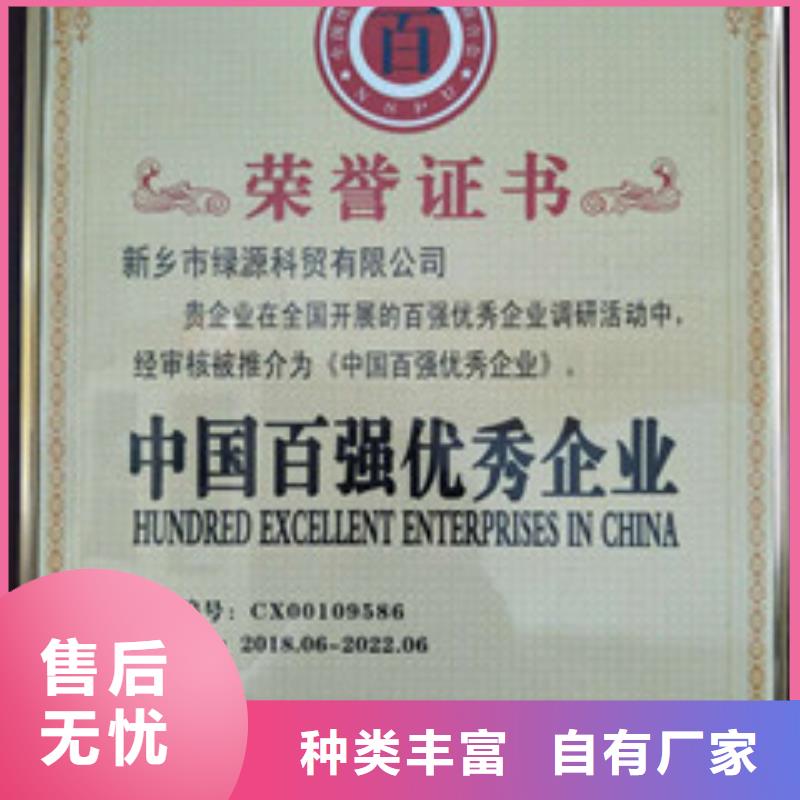 百
NSPU
荣誉证书
新乡市绿源科贸有限公司
贵企业在全国开展的百强优秀企业调研活动中,
经审核被推介为《中国百强优秀企业》。
中国百强优秀企业
HUNDRED EXCELLENT ENTERPRISES IN CHINA
号: CX00109586
: 2018.06-2022.06
售后
无忧
种类丰富 自有厂家